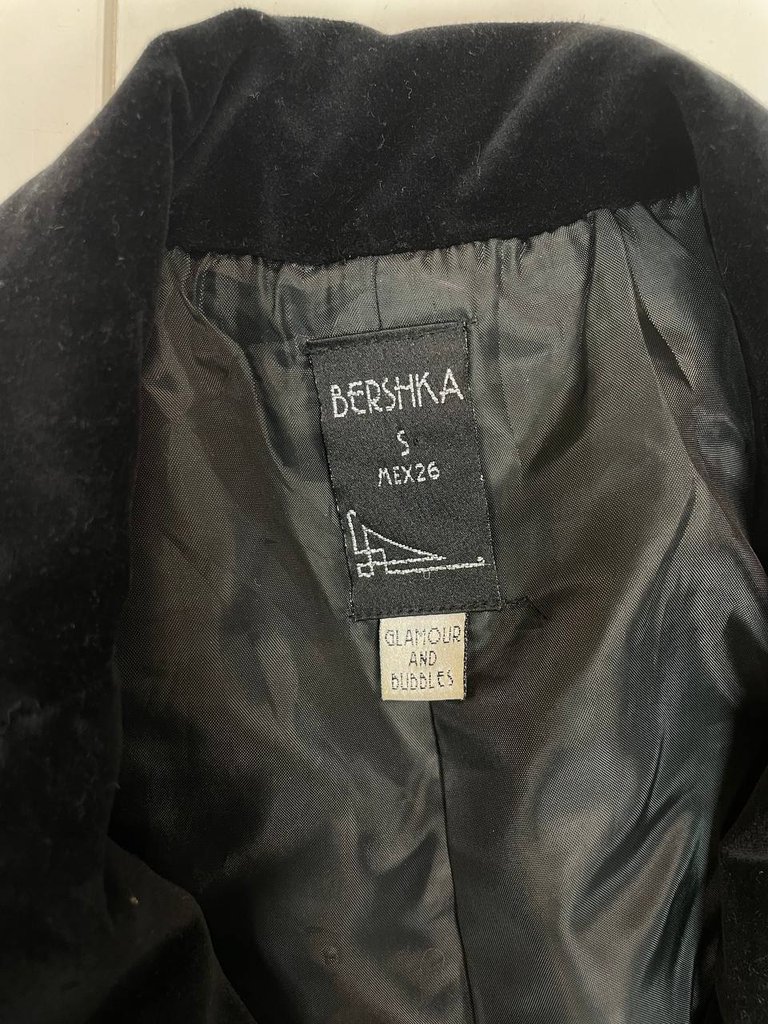 BERSHKA
S
MEX26
GLAMOUR
AND
BUBBLES